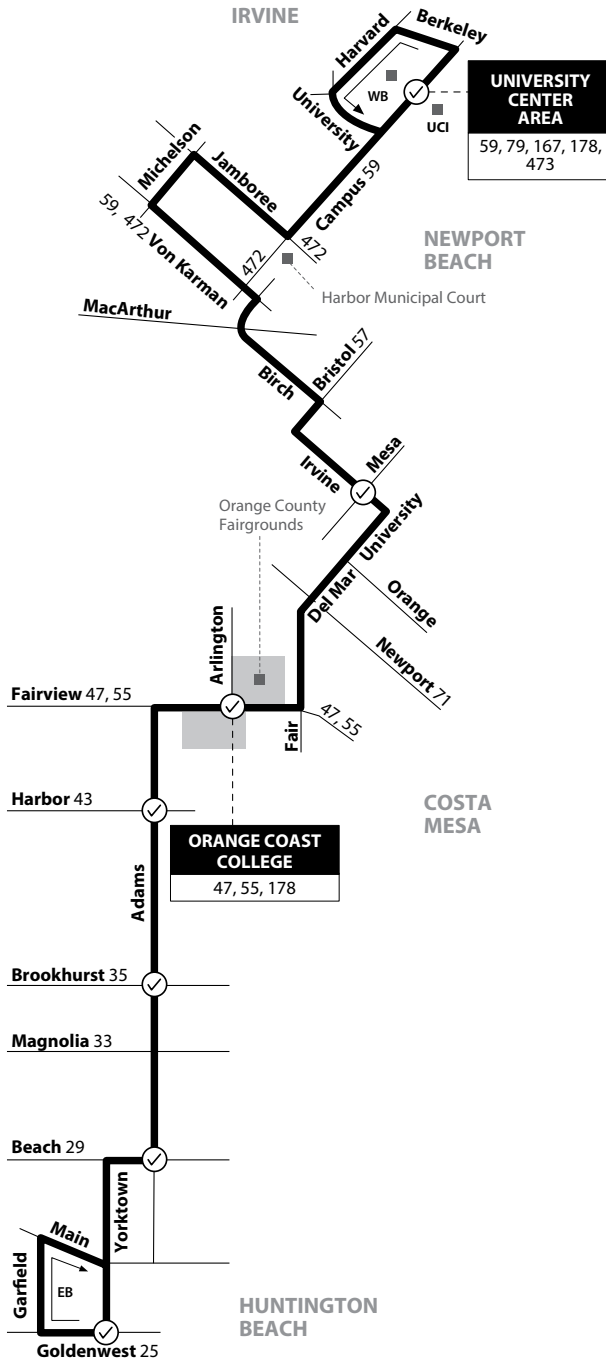 IRVINE
Berkeley
Harvard
WB
University
UCI
UNIVERSITY
CENTER
AREA
59, 79, 167, 178,
473
Michelson
Jamboree
Campus 59
59, 472
Von Karman
472
472
NEWPORT
BEACH
Harbor Municipal Court
MacArthur
Birch
Bristol 57
Irvine
Mesa
Orange County
Fairgrounds
University
Del Mar
Orange
Newport 71
Arlington
Fairview 47, 55
Fair
47, 55
Harbor 43
COSTA
MESA
ORANGE COAST
COLLEGE
47, 55, 178
Adams
Brookhurst 35
Magnolia 33
Beach 29
Yorktown
Main
Garfield
EB
HUNTINGTON
BEACH
Goldenwest 25